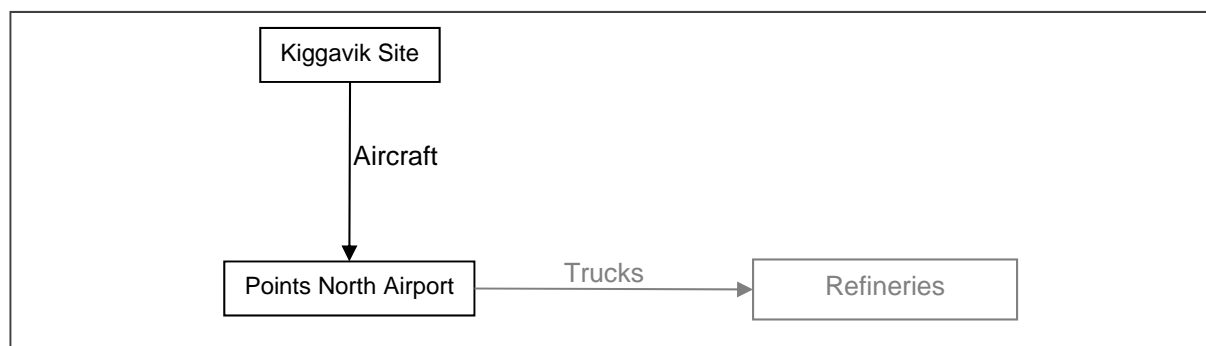 Kiggavik Site
Aircraft
Points North Airport
Trucks
Refineries